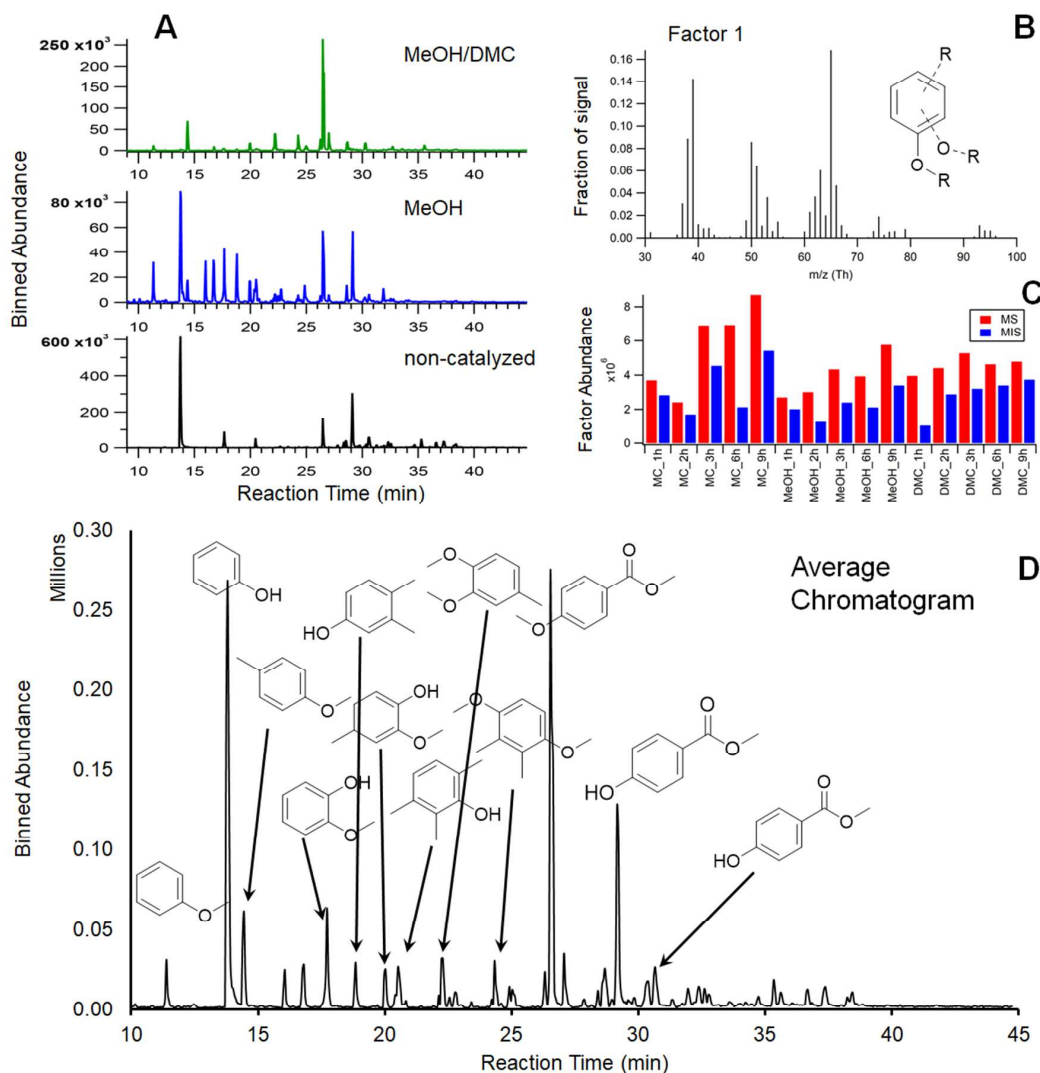 A
250 x10³
200
150
100
50
0
MeOH/DMC
10 15 20 25 30 35 40
80 x10³
60
40
20
0
MeOH
10 15 20 25 30 35 40
600 x10³
400
200
0
non-catalyzed
10 15 20 25 30 35 40
Binned Abundance
Reaction Time (min)
B
Factor 1
Fraction of signal
0.16
0.14
0.12
0.10
0.08
0.06
0.04
0.02
0.00
30 40 50 60 70 80 90 100
m/z (Th)
R
O
R
O
R
C
Factor Abundance
x10⁶
8
6
4
2
0
MS
MIS
MC_1h
MC_2h
MC_3h
MC_6h
MC_9h
MeOH_1h
MeOH_2h
MeOH_3h
MeOH_6h
MeOH_9h
DMC_1h
DMC_2h
DMC_3h
DMC_6h
DMC_9h
D
Average
Chromatogram
Millions
Binned Abundance
0.30
0.25
0.20
0.15
0.10
0.05
0.00
10 15 20 25 30 35 40 45
Reaction Time (min)
O
OH
O
OH
O
HO
OH
O
OH
O
O
O
O
O
O
O
HO
O
O
HO
O
O